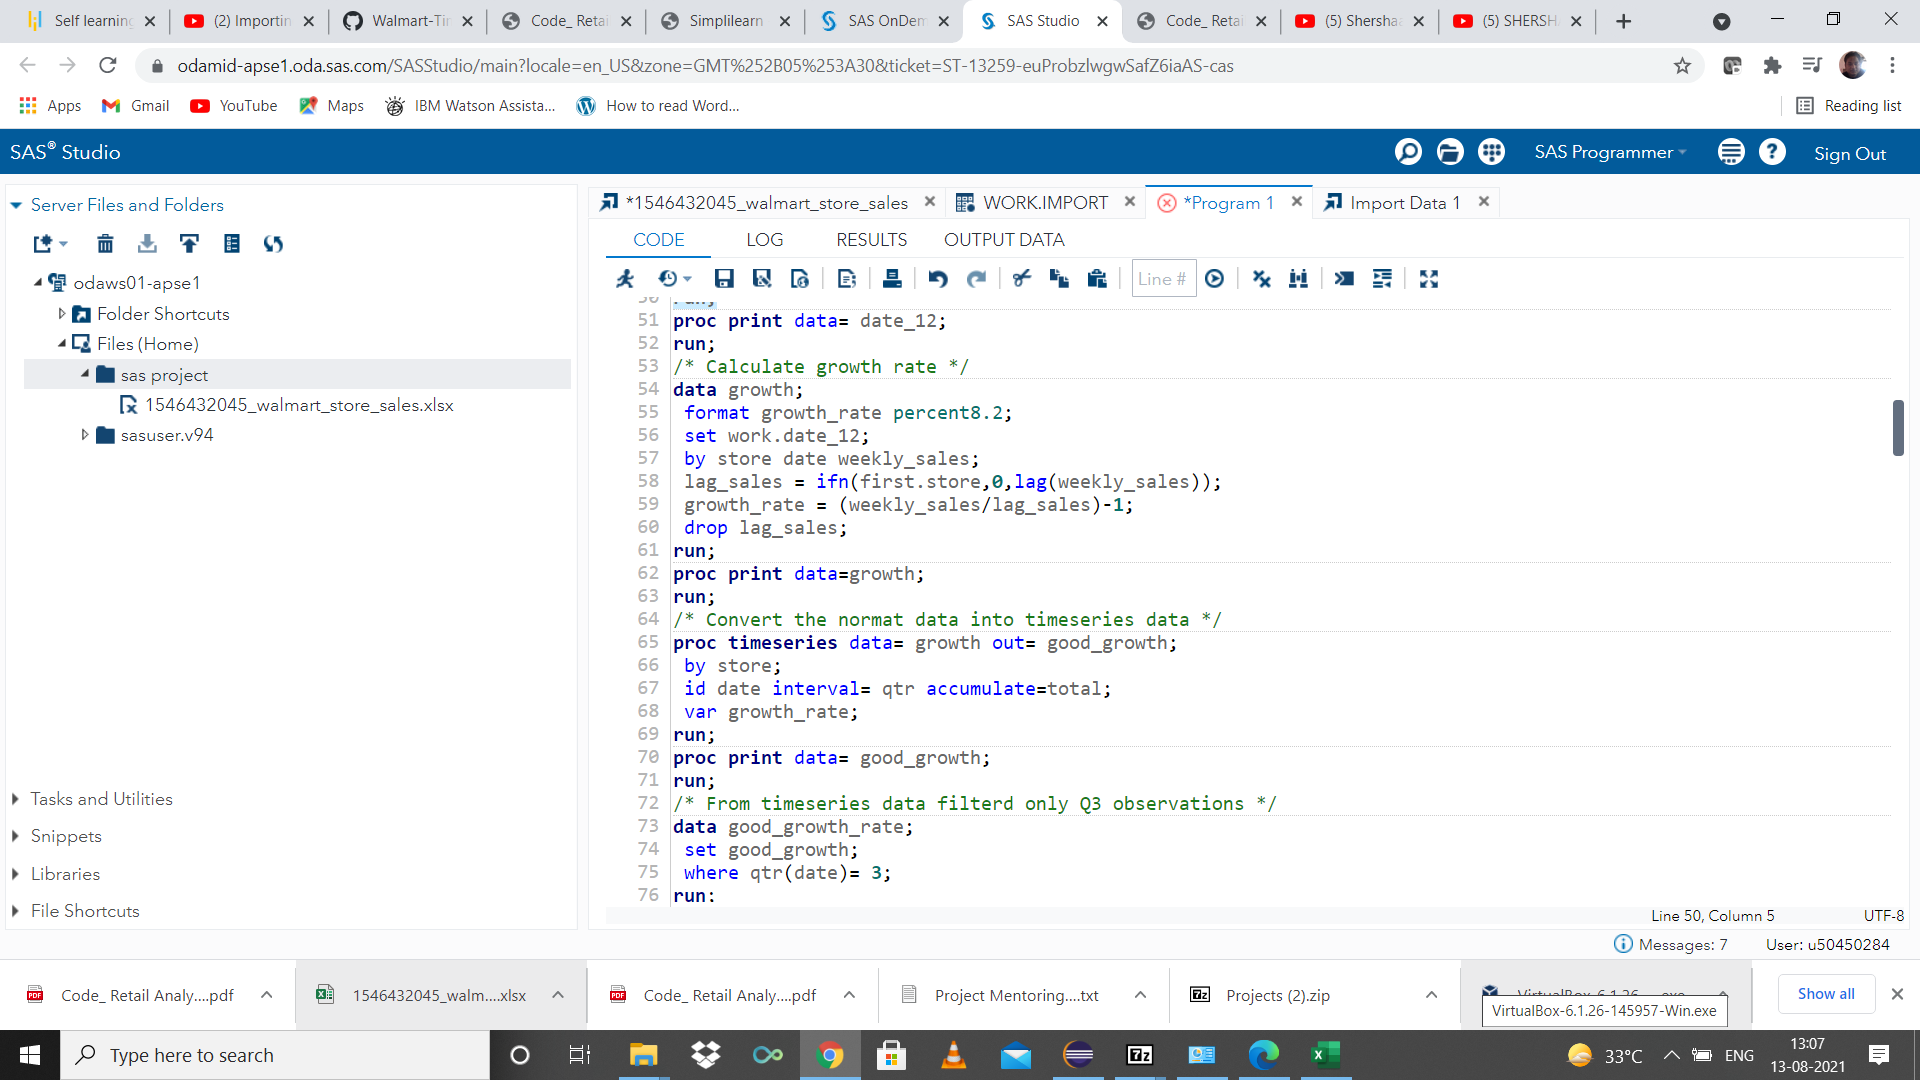 Self learning
(2) Importin
Walmart-Tir
Code_ Retai
Simplilearn
SAS OnDem
SAS Studio
Code_ Retai
(5) Shersha
(5) SHERSH
odamid-apse1.oda.sas.com/SASStudio/main?locale=en_US&zone=GMT%252B05%253A30&ticket=ST-13259-euProbzlwgwSafZ6iaAS-cas
Apps
Gmail
YouTube
Maps
IBM Watson Assista...
How to read Word...
Reading list
SAS® Studio
SAS Programmer
Sign Out
Server Files and Folders
odaws01-apse1
Folder Shortcuts
Files (Home)
sas project
1546432045_walmart_store_sales.xlsx
sasuser.v94
Tasks and Utilities
Snippets
Libraries
File Shortcuts
*1546432045_walmart_store_sales
WORK.IMPORT
*Program 1
Import Data 1
CODE LOG RESULTS OUTPUT DATA
Line #
50 run;
51 proc print data= date_12;
52 run;
53 /* Calculate growth rate */
54 data growth;
55 format growth_rate percent8.2;
56 set work.date_12;
57 by store date weekly_sales;
58 lag_sales = ifn(first.store,0,lag(weekly_sales));
59 growth_rate = (weekly_sales/lag_sales)-1;
60 drop lag_sales;
61 run;
62 proc print data=growth;
63 run;
64 /* Convert the normat data into timeseries data */
65 proc timeseries data= growth out= good_growth;
66 by store;
67 id date interval= qtr accumulate=total;
68 var growth_rate;
69 run;
70 proc print data= good_growth;
71 run;
72 /* From timeseries data filterd only Q3 observations */
73 data good_growth_rate;
74 set good_growth;
75 where qtr(date)= 3;
76 run;
Line 50, Column 5
UTF-8
Messages: 7
User: u50450284
Code_ Retail Analy....pdf
1546432045_walm....xlsx
Code_ Retail Analy....pdf
Project Mentoring....txt
Projects (2).zip
VirtualBox-6.1.26-....exe
VirtualBox-6.1.26-145957-Win.exe
Show all
Type here to search
33°C
ENG
13:07
13-08-2021